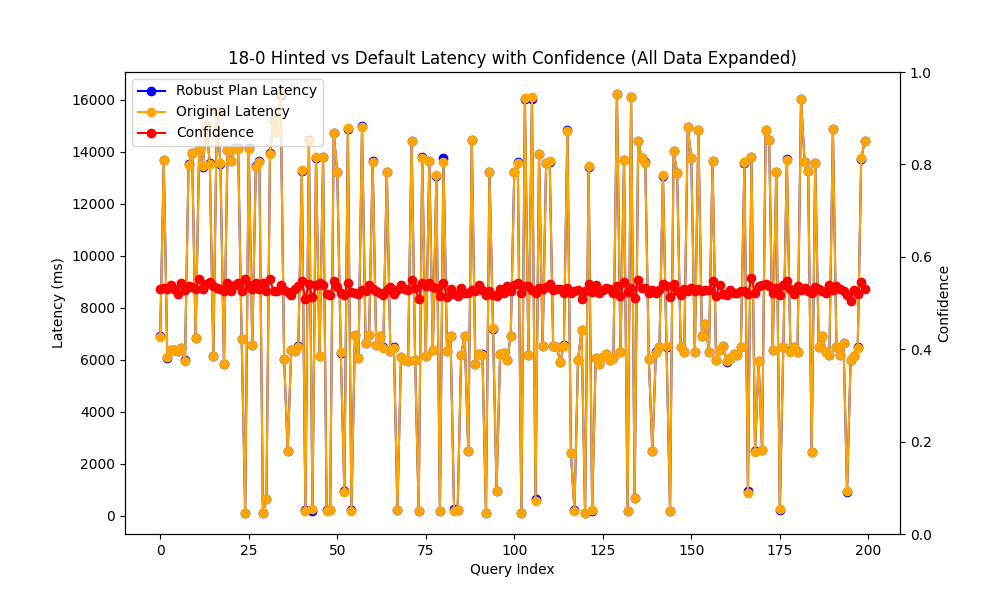 18-0 Hinted vs Default Latency with Confidence (All Data Expanded)
Robust Plan Latency
Original Latency
Confidence
Latency (ms)
16000
14000
12000
10000
8000
6000
4000
2000
0
1.0
0.8
0.6
0.4
0.2
0.0
Confidence
0 25 50 75 100 125 150 175 200
Query Index